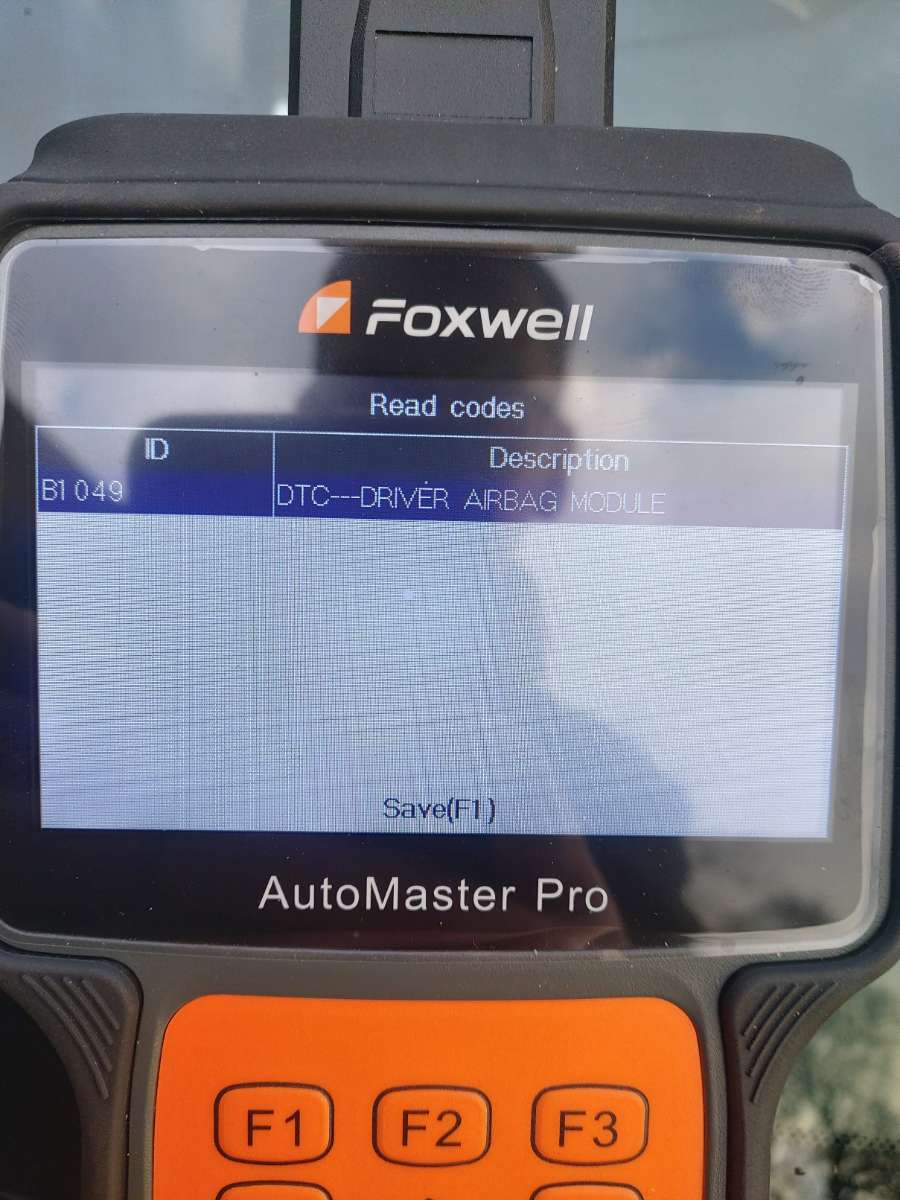 Foxwell
Read codes
ID Description
B1049 DTC---DRIVER AIRBAG MODULE
Save(F1)
AutoMaster Pro
F1 F2 F3